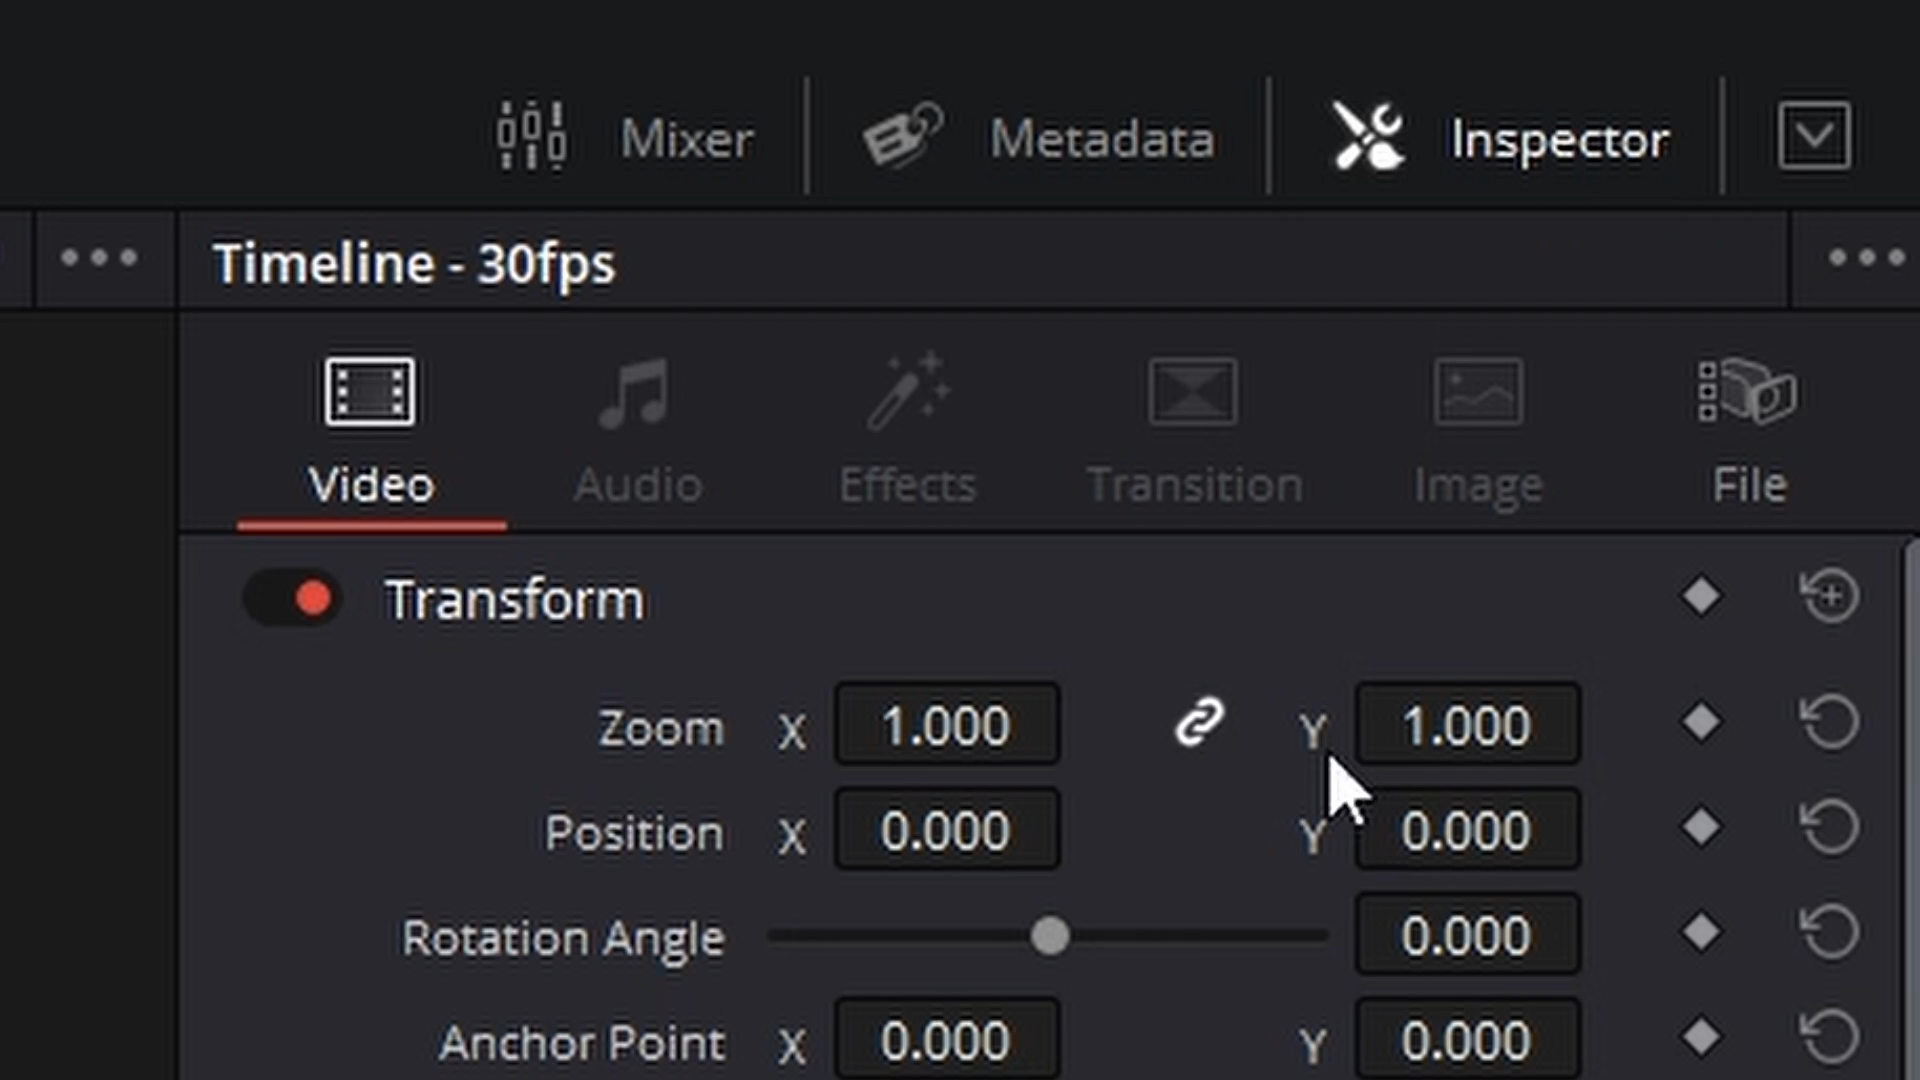 Mixer Metadata Inspector
Timeline - 30fps
Video Audio Effects Transition Image File
Transform
Zoom X 1.000 Y 1.000
Position X 0.000 Y 0.000
Rotation Angle 0.000
Anchor Point X 0.000 Y 0.000